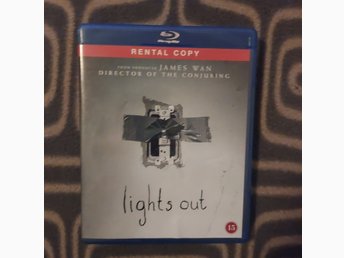 RENTAL COPY
FROM PRODUCER JAMES WAN
DIRECTOR OF THE CONJURING
lights out
15